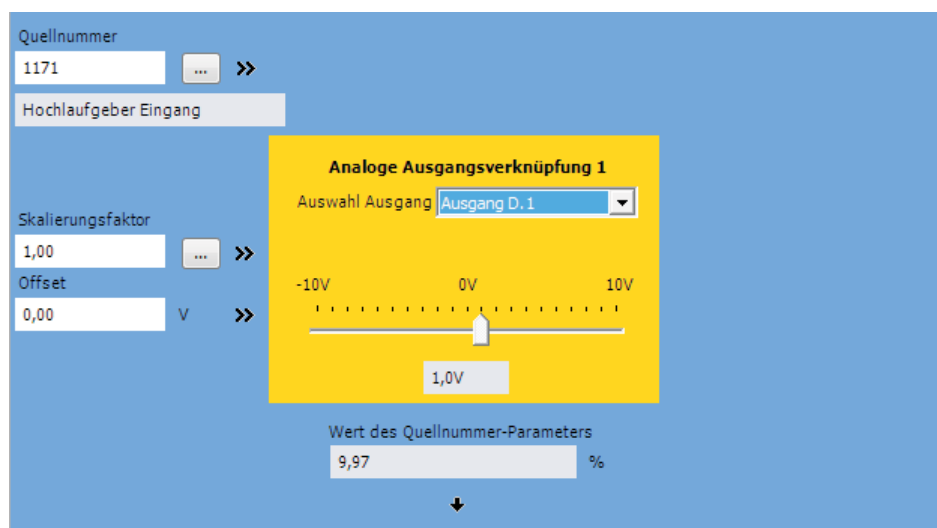 Quellnummer
1171
...
Hochlaufgeber Eingang
Analoge Ausgangsverknüpfung 1
Auswahl Ausgang Ausgang D.1
Skalierungsfaktor
1,00
...
Offset
0,00 V
-10V 0V 10V
1,0V
Wert des Quellnummer-Parameters
9,97 %